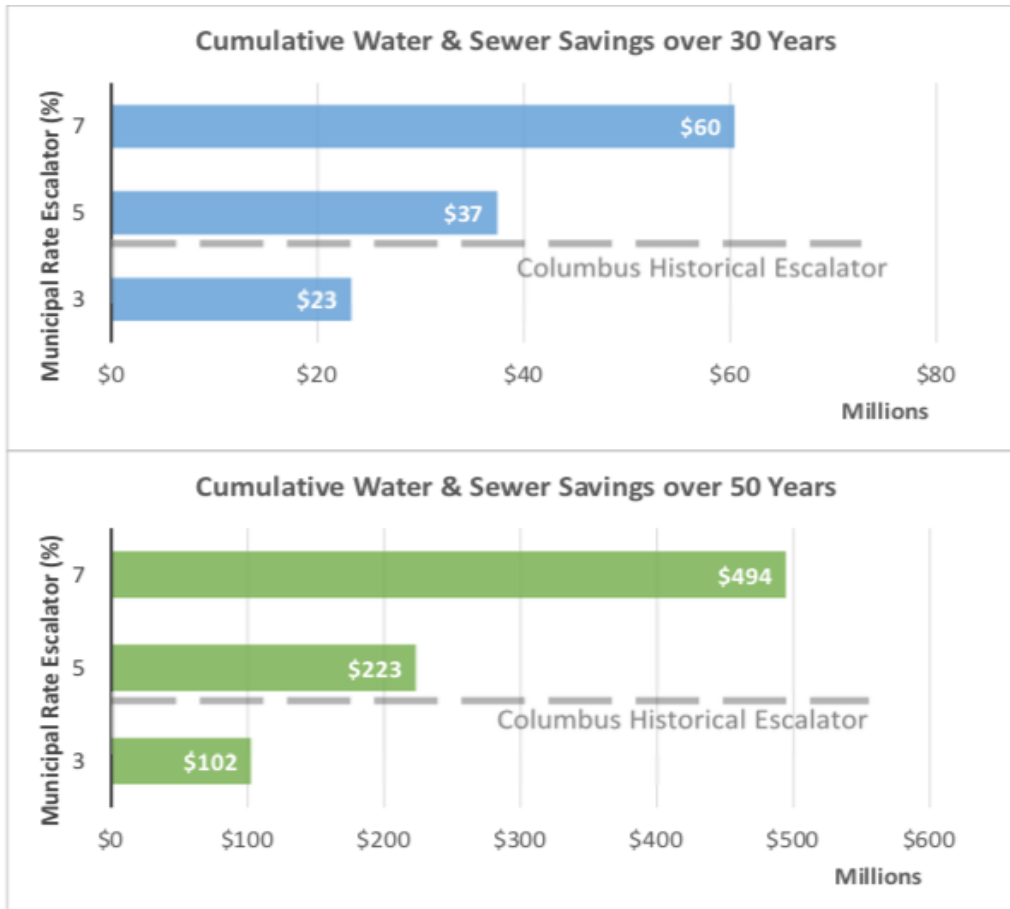 Cumulative Water & Sewer Savings over 30 Years
Municipal Rate Escalator (%)
7
$60
5
$37
Columbus Historical Escalator
3
$23
$0 $20 $40 $60 $80
Millions
Cumulative Water & Sewer Savings over 50 Years
Municipal Rate Escalator (%)
7
$494
5
$223
Columbus Historical Escalator
3
$102
$0 $100 $200 $300 $400 $500 $600
Millions